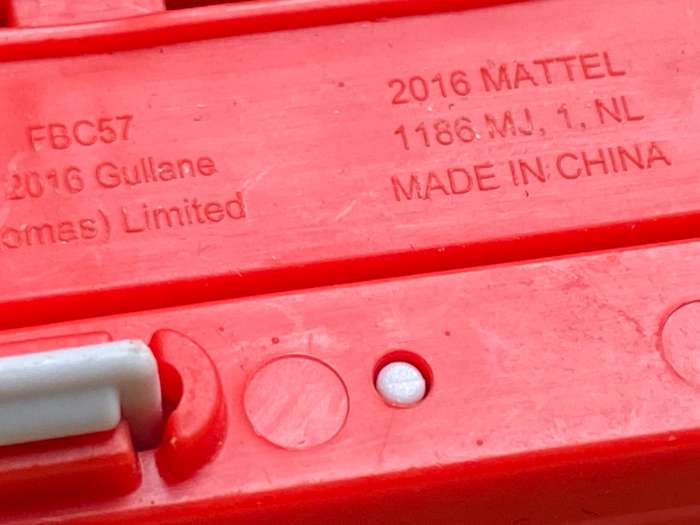 FBC57
2016 Gullane
omas) Limited
2016 MATTEL
1186 MJ, 1, NL
MADE IN CHINA